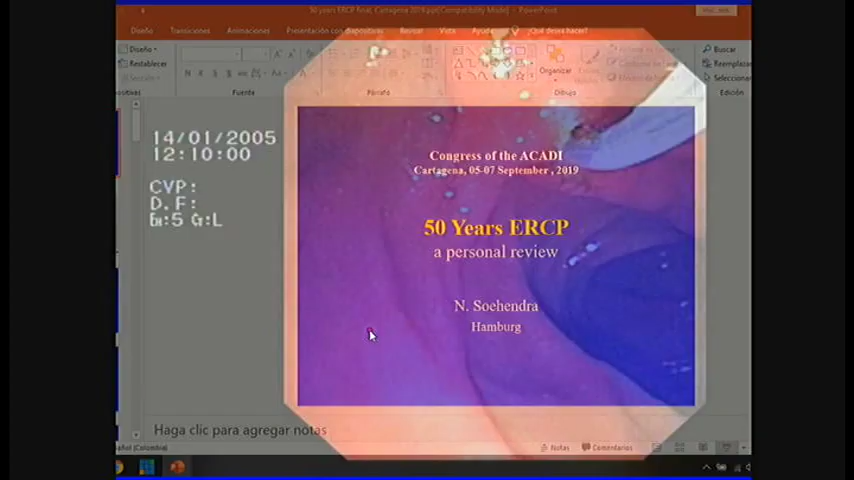 50 years ERCP final, Cartagena 2019.ppt [Compatibility Mode] - PowerPoint
Diseño Transiciones Animaciones Presentación con diapositivas Revisar Vista Ayuda ¿Qué desea hacer?
Diseño
Restablecer
Sección
Organizar
Buscar
Reemplazar
Seleccionar
Fuente Párrafo Dibujo Edición
14/01/2005
12:10:00
CVP:
D.F:
Eh:5 G:L
Congress of the ACADI
Cartagena, 05-07 September , 2019
50 Years ERCP
a personal review
N. Soehendra
Hamburg
Haga clic para agregar notas
Notas Comentarios